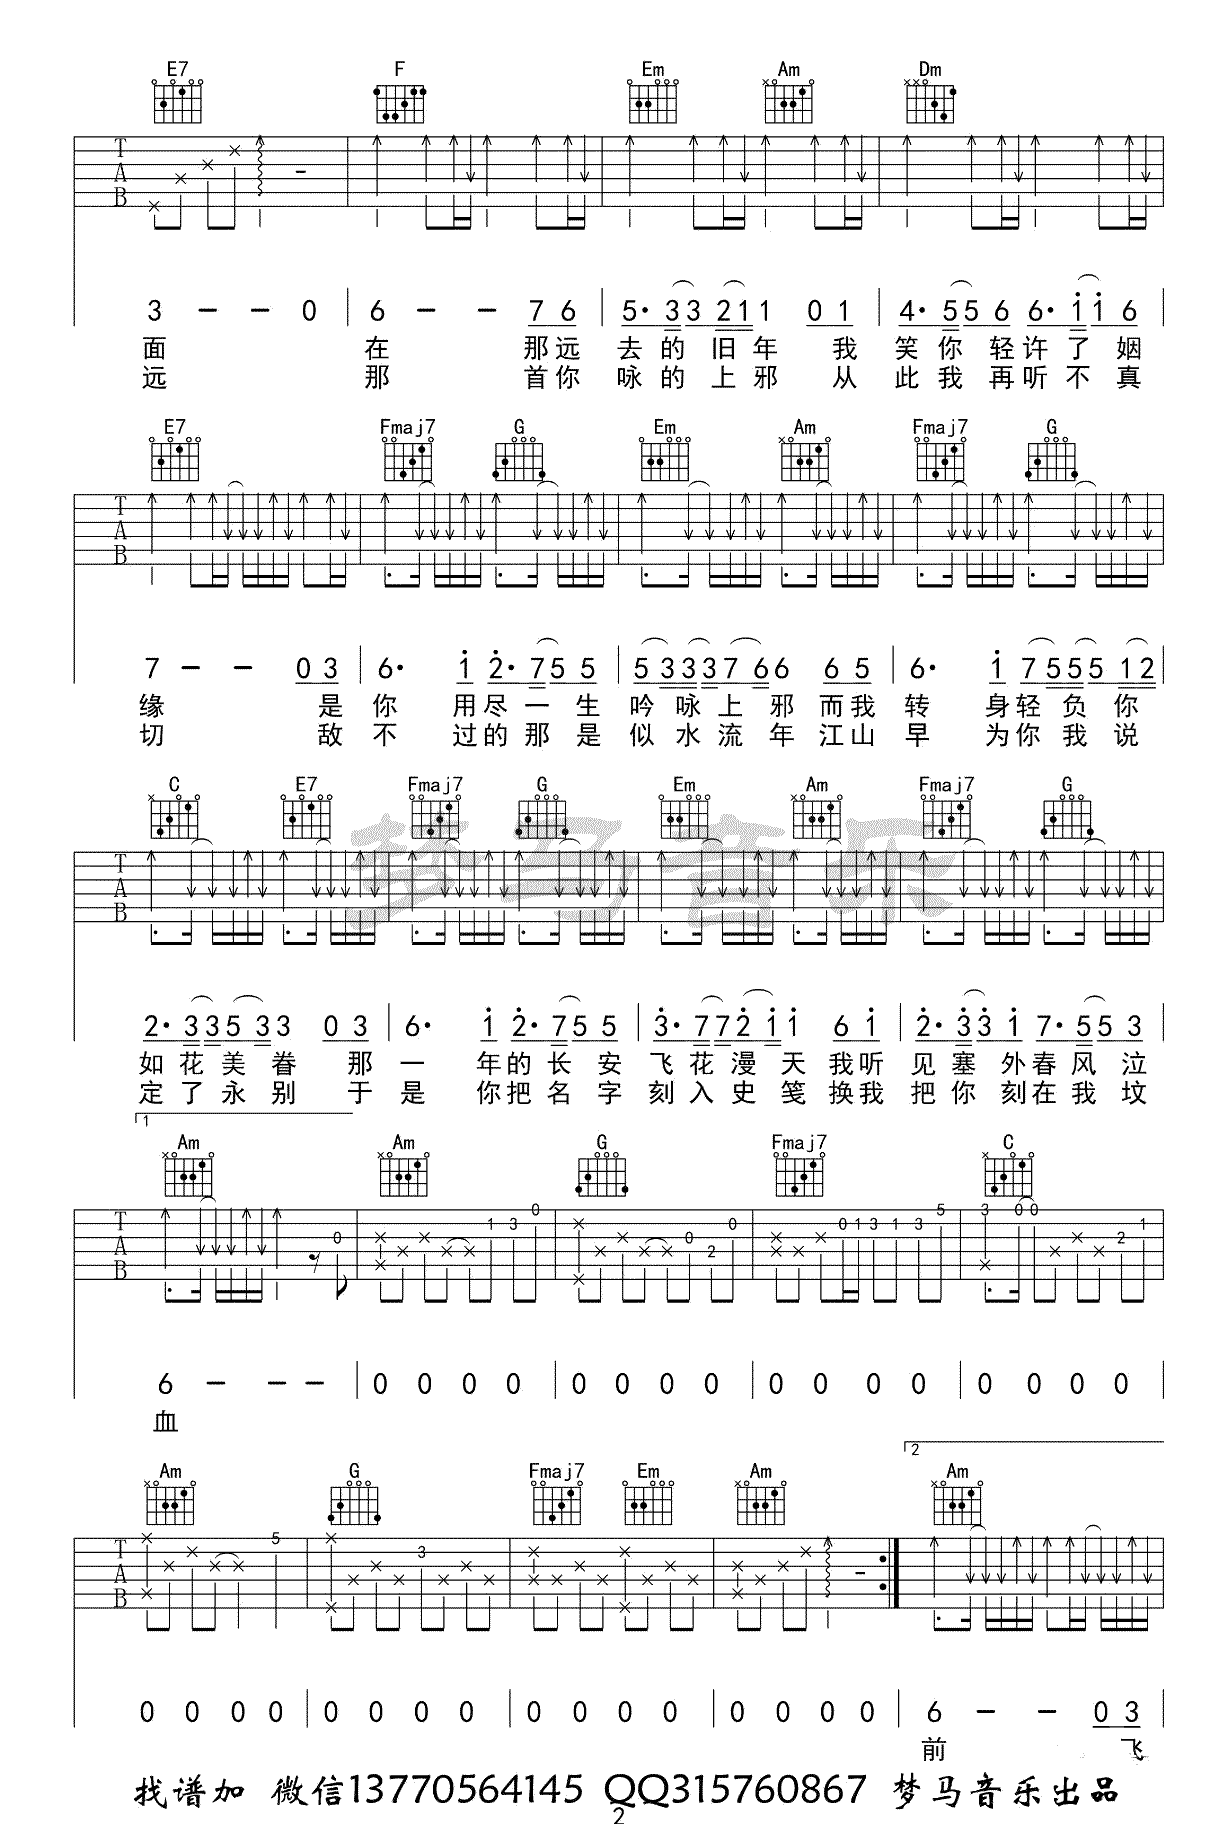 E7 F Em Am Dm
T
A
B
3 - - 0 6 - - 7 6 5· 3 3 2 1 1 0 1 4· 5 5 6 6· 1 1 6
面 在 那 远 去 的 旧 年 我 笑 你 轻 许 了 姻
远 那 首 你 咏 的 上 邪 从 此 我 再 听 不 真
E7 Fmaj7 G Em Am Fmaj7 G
T
A
B
7 - - 0 3 6· 1 2· 7 5 5 5 3 3 3 7 6 6 6 5 6· 1 7 5 5 5 1 2
缘 是 你 用 尽 一 生 吟 咏 上 邪 而 我 转 身 轻 负 你
切 敌 不 过 的 那 是 似 水 流 年 江 山 早 为 你 我 说
C E7 Fmaj7 G Em Am Fmaj7 G
梦马音乐
T
A
B
2· 3 3 5 3 3 0 3 6· 1 2· 7 5 5 3· 7 7 2 1 1 6 1 2· 3 3 1 7· 5 5 3
如 花 美 眷 那 一 年 的 长 安 飞 花 漫 天 我 听 见 塞 外 春 风 泣
定 了 永 别 于 是 你 把 名 字 刻 入 史 笺 换 我 把 你 刻 在 我 坟
1
Am Am G Fmaj7 C
0 1 3 0 0 2 0 0 1 3 1 3 5 3 0 0 2 1
T
A
B
6 - - - 0 0 0 0 0 0 0 0 0 0 0 0 0 0 0 0
血
2
Am G Fmaj7 Em Am Am
5 3
T
A
B
0 0 0 0 0 0 0 0 0 0 0 0 0 0 0 0 6 - - 0 3
前 飞
找谱加 微信13770564145 QQ315760867 梦马音乐出品
2